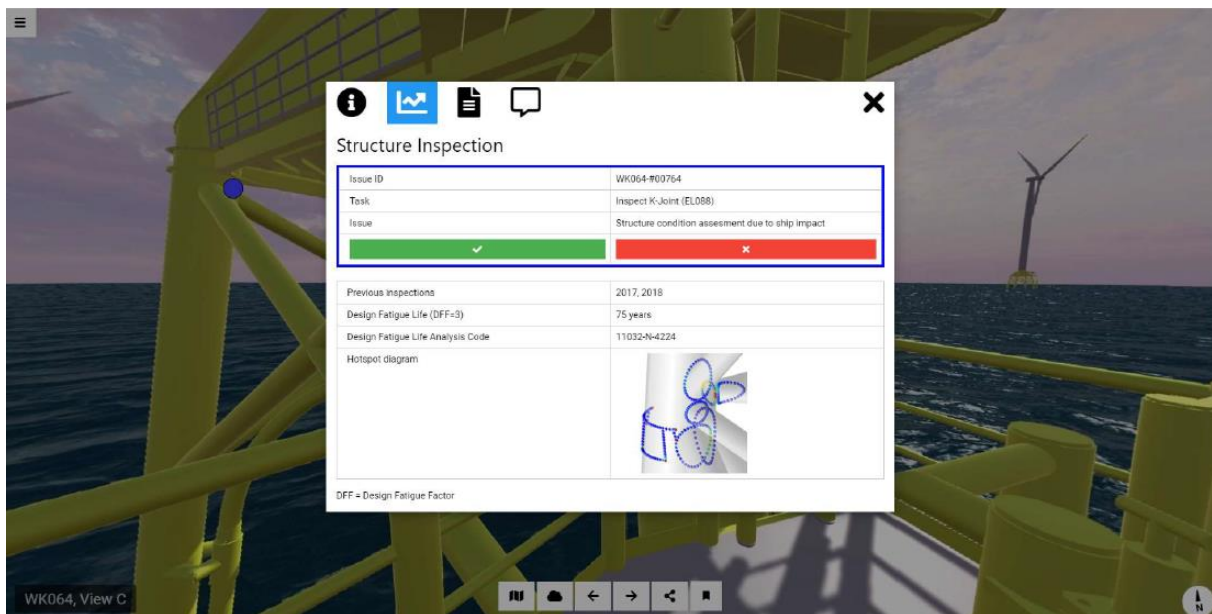 Structure Inspection
Issue ID WK064-#00764
Task Inspect K-Joint (EL088)
Issue Structure condition assesment due to ship impact
Previous inspections 2017, 2018
Design Fatigue Life (DFF=3) 75 years
Design Fatigue Life Analysis Code 11032-N-4224
Hotspot diagram
DFF = Design Fatigue Factor
WK064, View C
N